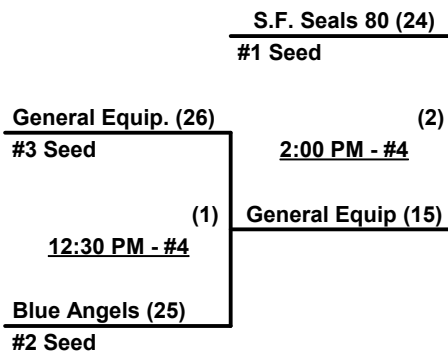 S.F. Seals 80 (24)
#1 Seed
General Equip. (26)
#3 Seed
(2)
2:00 PM - #4
(1)
General Equip (15)
12:30 PM - #4
Blue Angels (25)
#2 Seed